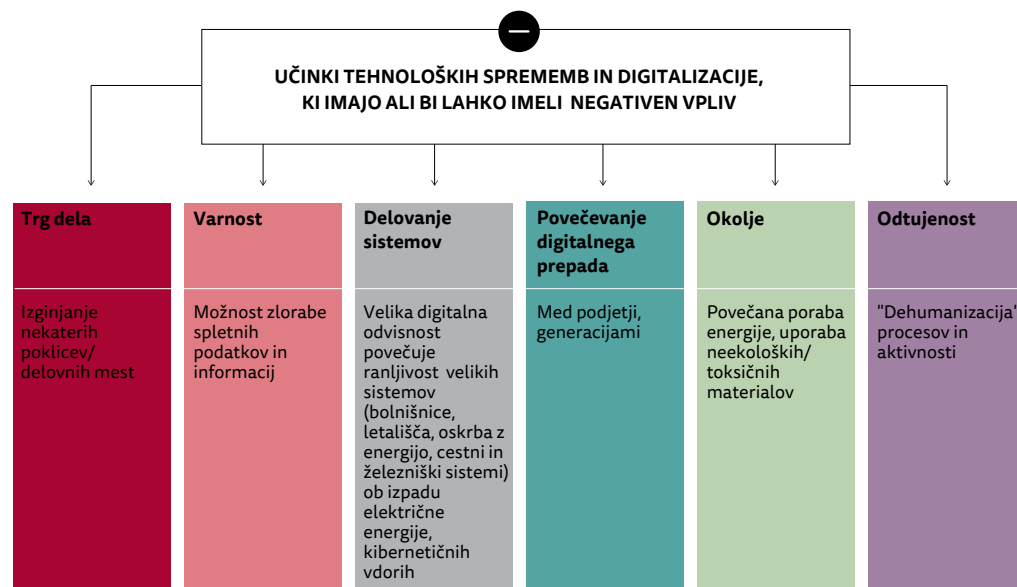 UČINKI TEHNOLOŠKIH SPREMEMB IN DIGITALIZACIJE,
KI IMAJO ALI BI LAHKO IMELI NEGATIVEN VPLIV
Trg dela
Izginjanje
nekaterih
poklicev/
delovnih mest
Varnost
Možnost zlorabe
spletnih
podatkov in
informacij
Delovanje
sistemov
Velika digitalna
odvisnost
povečuje
ranljivost velikih
sistemov
(bolnišnice,
letališča, oskrba z
energijo, cestni in
železniški sistemi)
ob izpadu
električne
energije,
kibernetičnih
vdorih
Povečevanje
digitalnega
prepada
Med podjetji,
generacijami
Okolje
Povečana poraba
energije, uporaba
neekoloških/
toksičnih
materialov
Odtujenost
"Dehumanizacija"
procesov in
aktivnosti